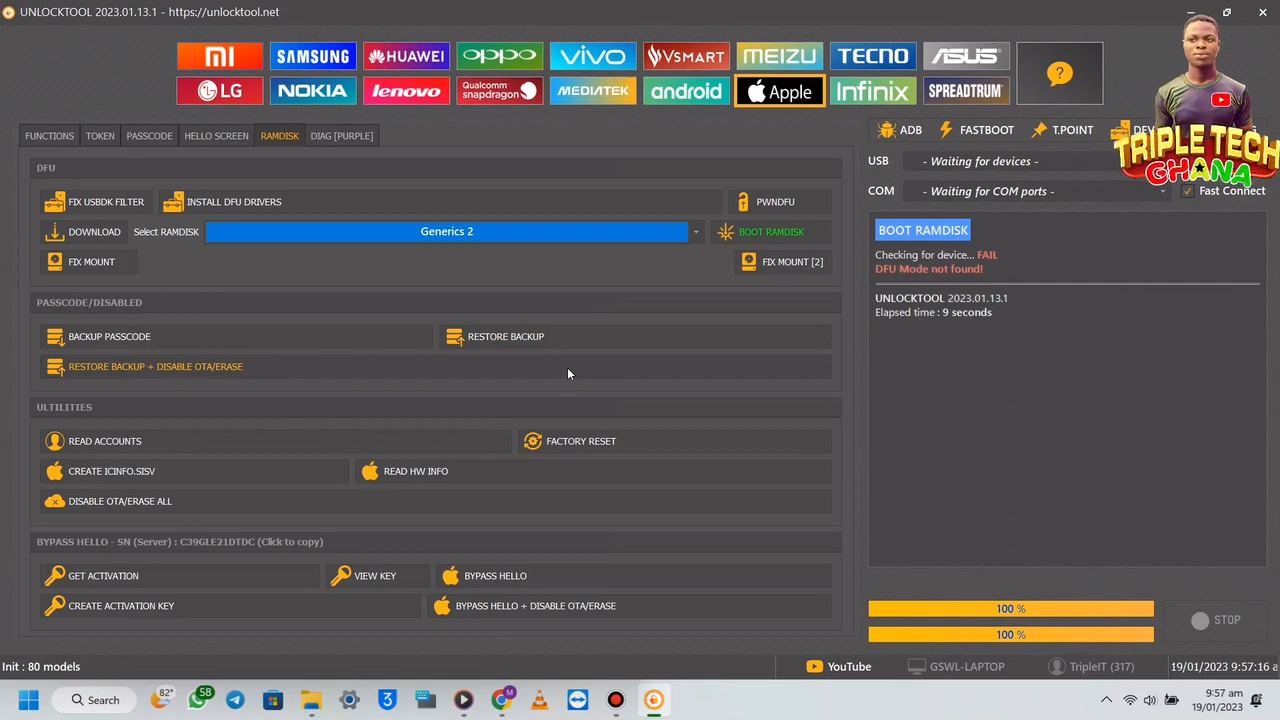 UNLOCKTOOL 2023.01.13.1 - https://unlocktool.net
MI SAMSUNG HUAWEI OPPO vivo VSMART MEIZU TECNO ASUS ?
LG NOKIA lenovo Qualcomm snapdragon MEDIATEK android Apple Infinix SPREADTRUM
FUNCTIONS TOKEN PASSCODE HELLO SCREEN RAMDISK DIAG [PURPLE]
DFU
FIX USBDK FILTER INSTALL DFU DRIVERS PWNDFU
DOWNLOAD Select RAMDISK Generics 2 BOOT RAMDISK
FIX MOUNT FIX MOUNT [2]
PASSCODE/DISABLED
BACKUP PASSCODE RESTORE BACKUP
RESTORE BACKUP + DISABLE OTA/ERASE
ULTILITIES
READ ACCOUNTS FACTORY RESET
CREATE ICINFO.SISV READ HW INFO
DISABLE OTA/ERASE ALL
BYPASS HELLO - SN (Server) : C39GLE21DTDC (Click to copy)
GET ACTIVATION VIEW KEY BYPASS HELLO
CREATE ACTIVATION KEY BYPASS HELLO + DISABLE OTA/ERASE
ADB FASTBOOT T.POINT
TRIPLE TECH
GHANA
USB - Waiting for devices -
COM - Waiting for COM ports - Fast Connect
BOOT RAMDISK
Checking for device... FAIL
DFU Mode not found!
UNLOCKTOOL 2023.01.13.1
Elapsed time : 9 seconds
100 %
100 % STOP
Init : 80 models YouTube GSWL-LAPTOP TripleIT (317) 19/01/2023 9:57:16 a
Search 82° 58 3 M 9:57 am
19/01/2023